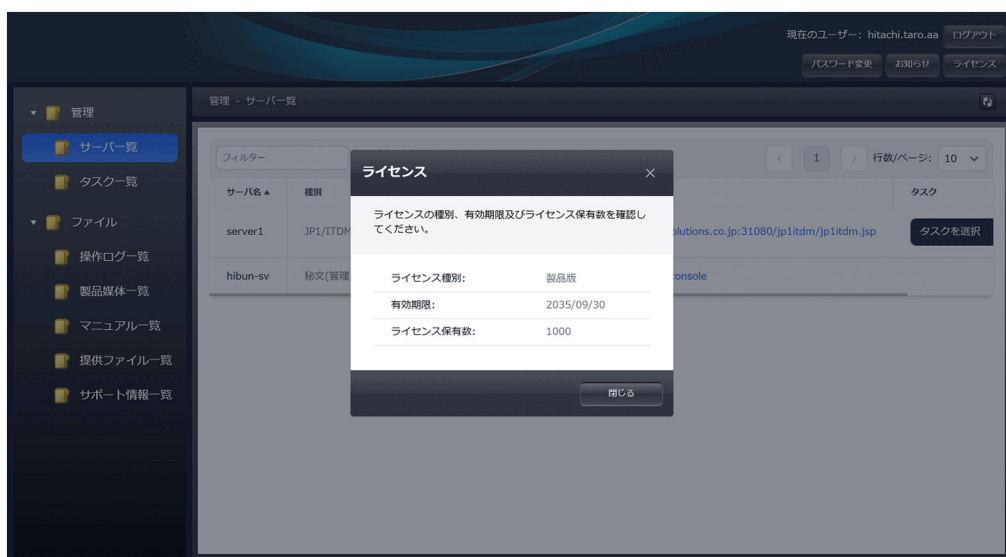 現在のユーザー: hitachi.taro.aa ログアウト
パスワード変更 お知らせ ライセンス
管理
サーバ一覧
タスク一覧
ファイル
操作ログ一覧
製品媒体一覧
マニュアル一覧
提供ファイル一覧
サポート情報一覧
管理 - サーバ一覧
フィルター
1 行数/ページ: 10
サーバ名 種別 タスク
server1 JP1/ITDM olutions.co.jp:31080/jp1itdm/jp1itdm.jsp タスクを選択
hibun-sv 秘文(管理 console
ライセンス
ライセンスの種別、有効期限及びライセンス保有数を確認し
てください。
ライセンス種別: 製品版
有効期限: 2035/09/30
ライセンス保有数: 1000
閉じる